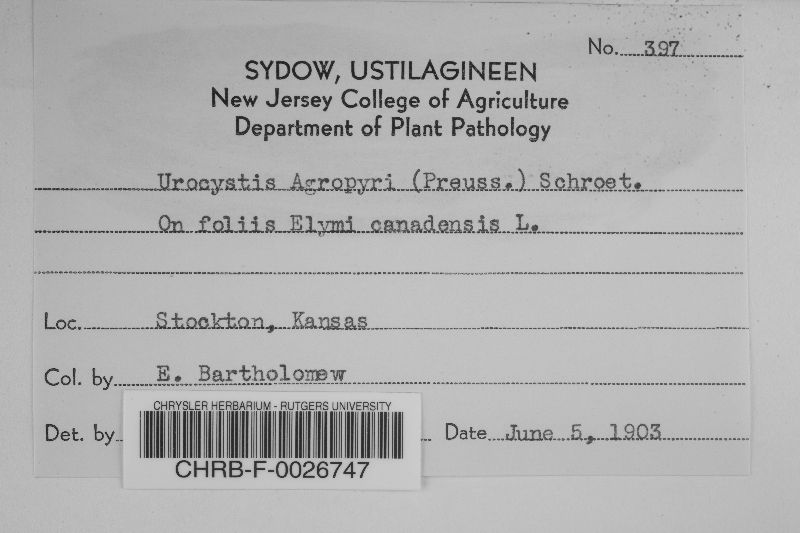 No. 397
SYDOW, USTILAGINEEN
New Jersey College of Agriculture
Department of Plant Pathology
Urocystis Agropyri (Preuss.) Schroet.
On foliis Elymi canadensis L.
Loc. Stockton, Kansas
Col. by E. Bartholomew
Det. by
Date June 5, 1903
CHRYSLER HERBARIUM - RUTGERS UNIVERSITY
CHRB-F-0026747